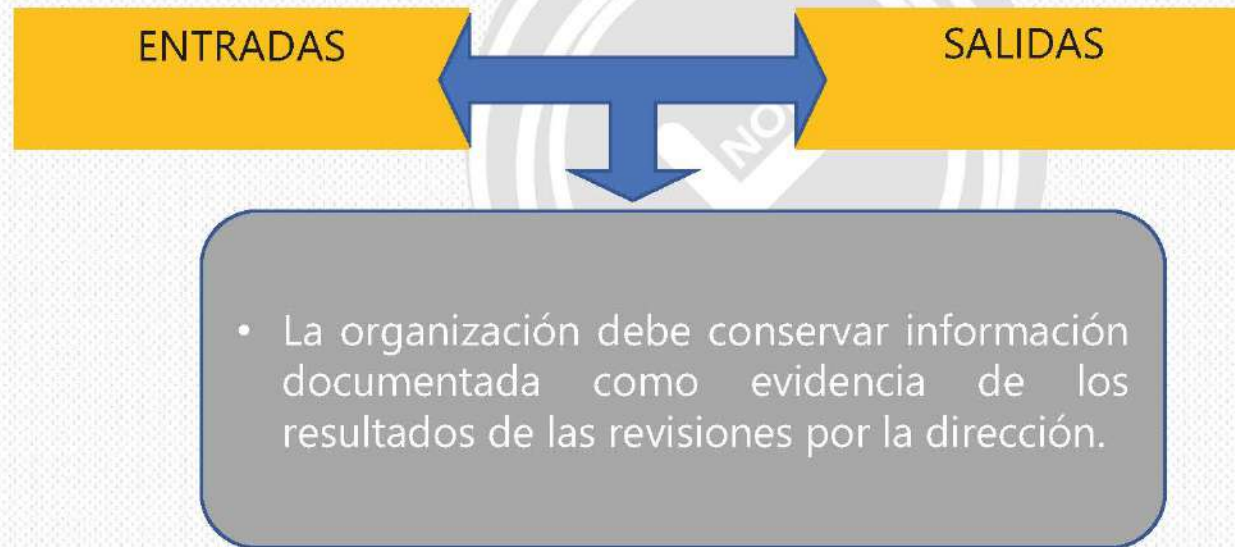 ENTRADAS
SALIDAS
NO
• La organización debe conservar información
documentada como evidencia de los
resultados de las revisiones por la dirección.